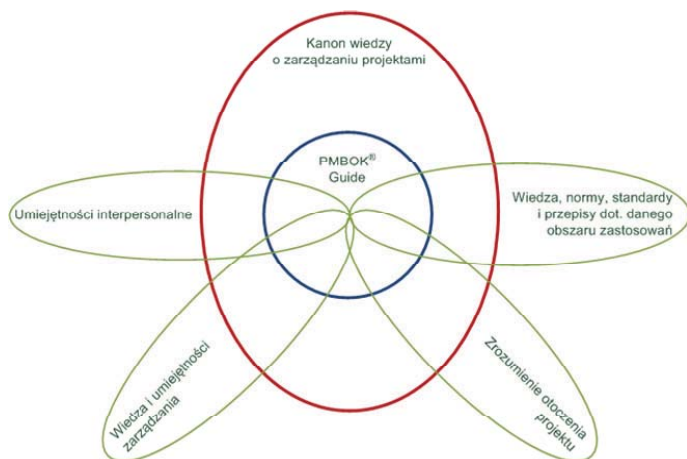 Kanon wiedzy
o zarządzaniu projektami
PMBOK®
Guide
Umiejętności interpersonalne
Wiedza, normy, standardy
i przepisy dot. danego
obszaru zastosowań
Wiedza i umiejętności
zarządzania
Zrozumienie otoczenia
projektu